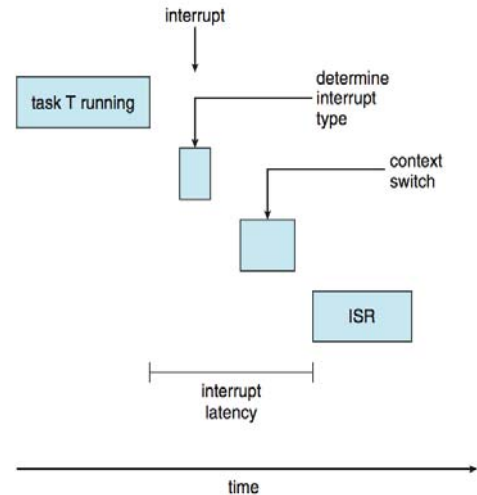 interrupt
task T running
determine
interrupt
type
context
switch
ISR
interrupt
latency
time